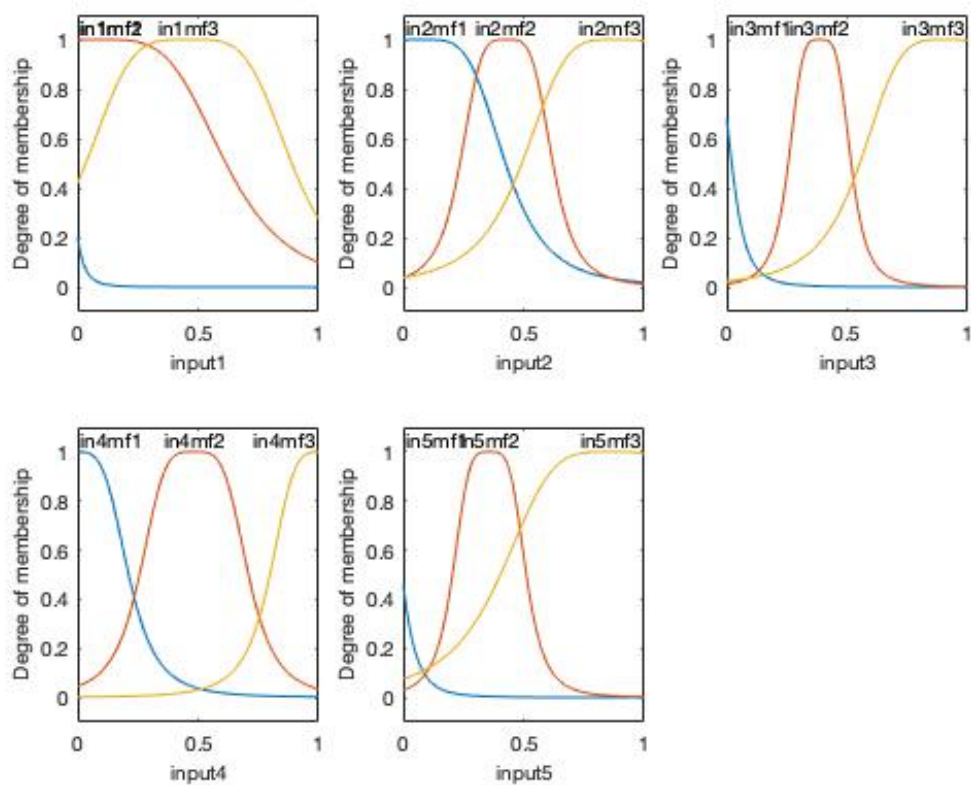 in1mf2 in1mf3
Degree of membership
1
0.8
0.6
0.4
0.2
0
0 0.5 1
input1
in2mf1 in2mf2 in2mf3
Degree of membership
1
0.8
0.6
0.4
0.2
0
0 0.5 1
input2
in3mf1 in3mf2 in3mf3
Degree of membership
1
0.8
0.6
0.4
0.2
0
0 0.5 1
input3
in4mf1 in4mf2 in4mf3
Degree of membership
1
0.8
0.6
0.4
0.2
0
0 0.5 1
input4
in5mf1 in5mf2 in5mf3
Degree of membership
1
0.8
0.6
0.4
0.2
0
0 0.5 1
input5